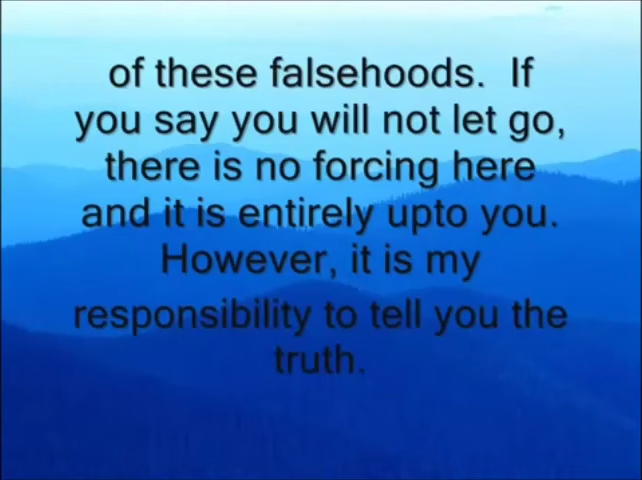 of these falsehoods.  If
you say you will not let go,
there is no forcing here
and it is entirely upto you.
However, it is my
responsibility to tell you the
truth.